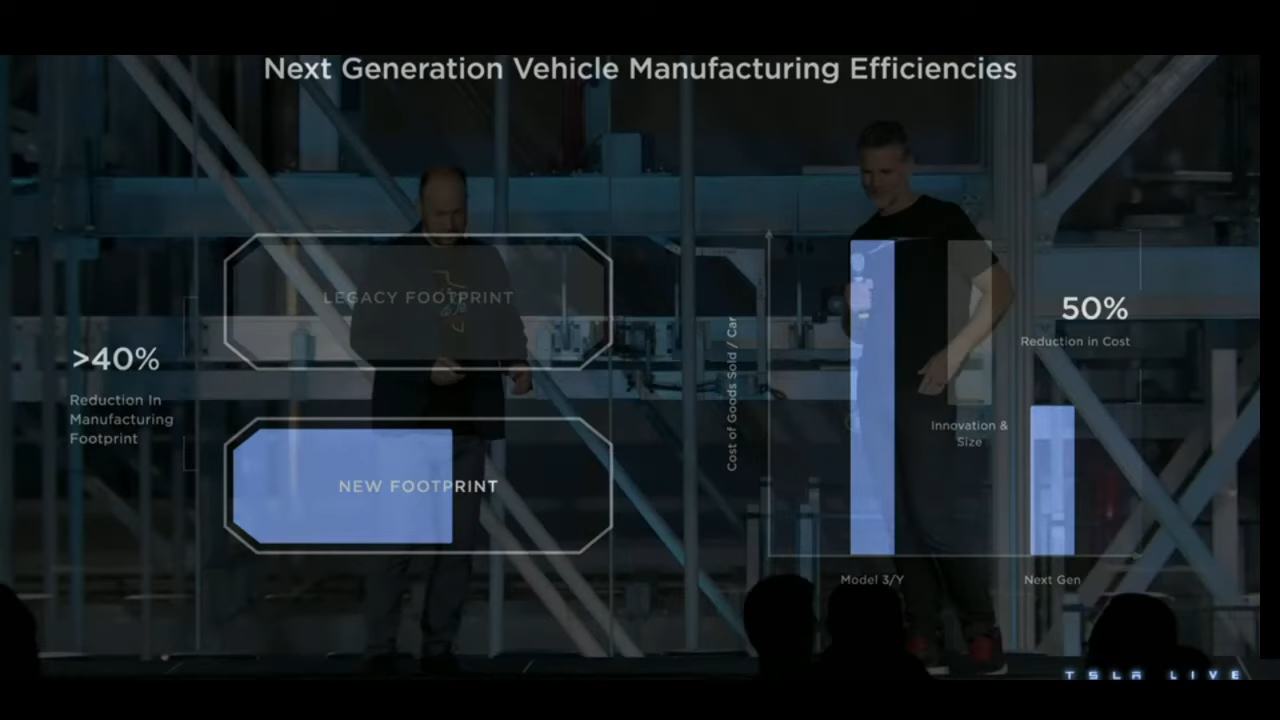 Next Generation Vehicle Manufacturing Efficiencies
LEGACY FOOTPRINT
>40%
Reduction In
Manufacturing
Footprint
NEW FOOTPRINT
Cost of Goods Sold / Car
50%
Reduction in Cost
Innovation &
Size
Model 3/Y
Next Gen
TSLA LIVE